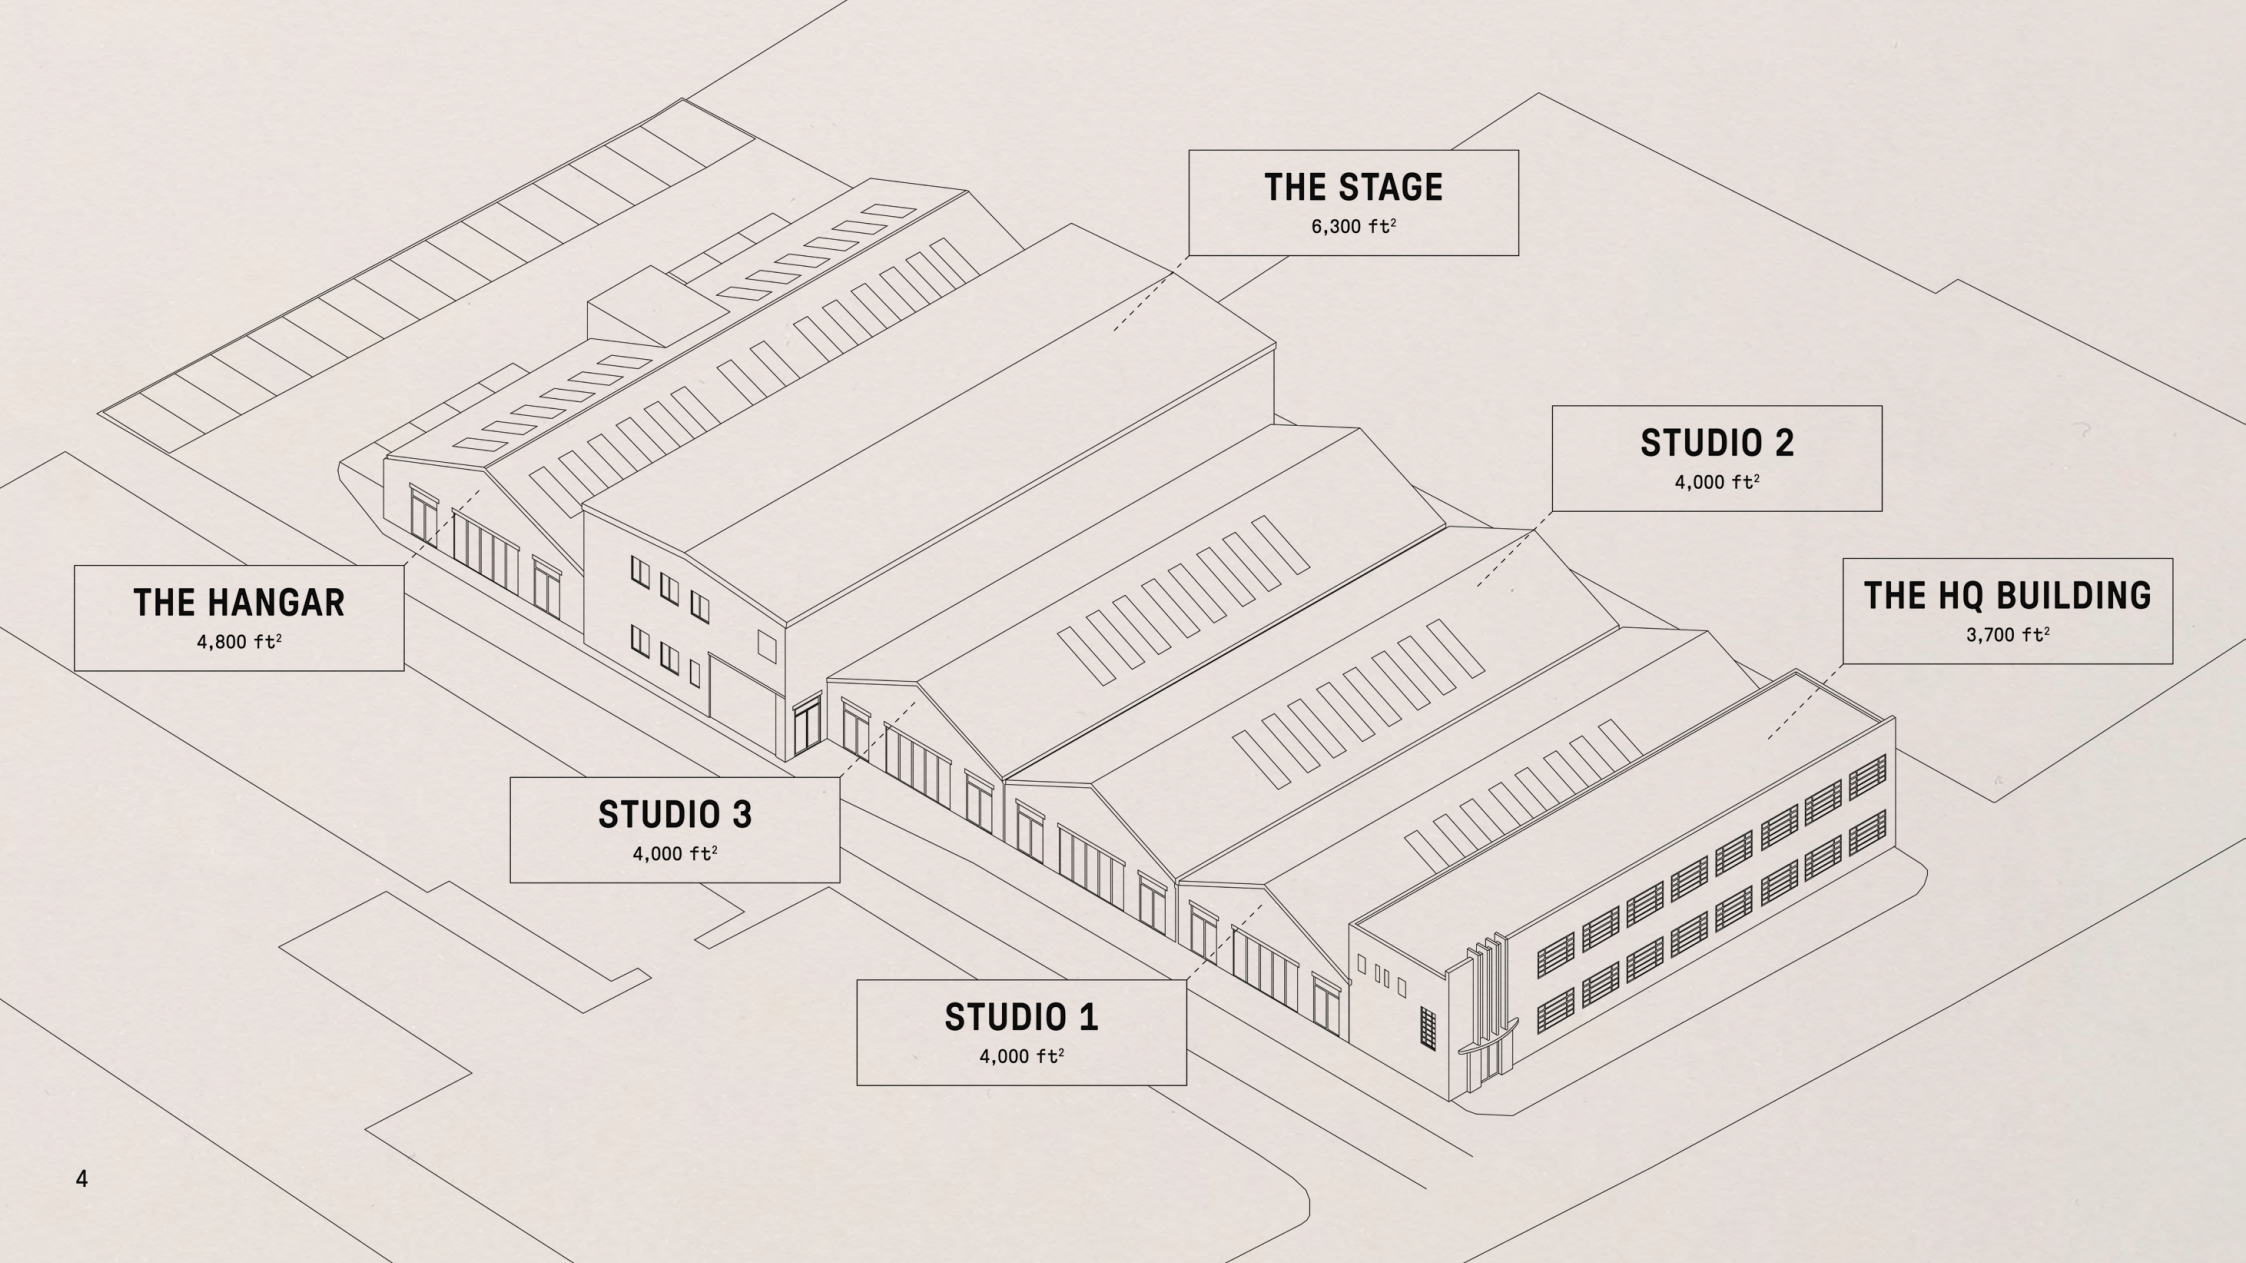 THE STAGE
6,300 ft²
STUDIO 2
4,000 ft²
THE HQ BUILDING
3,700 ft²
THE HANGAR
4,800 ft²
STUDIO 3
4,000 ft²
STUDIO 1
4,000 ft²
4